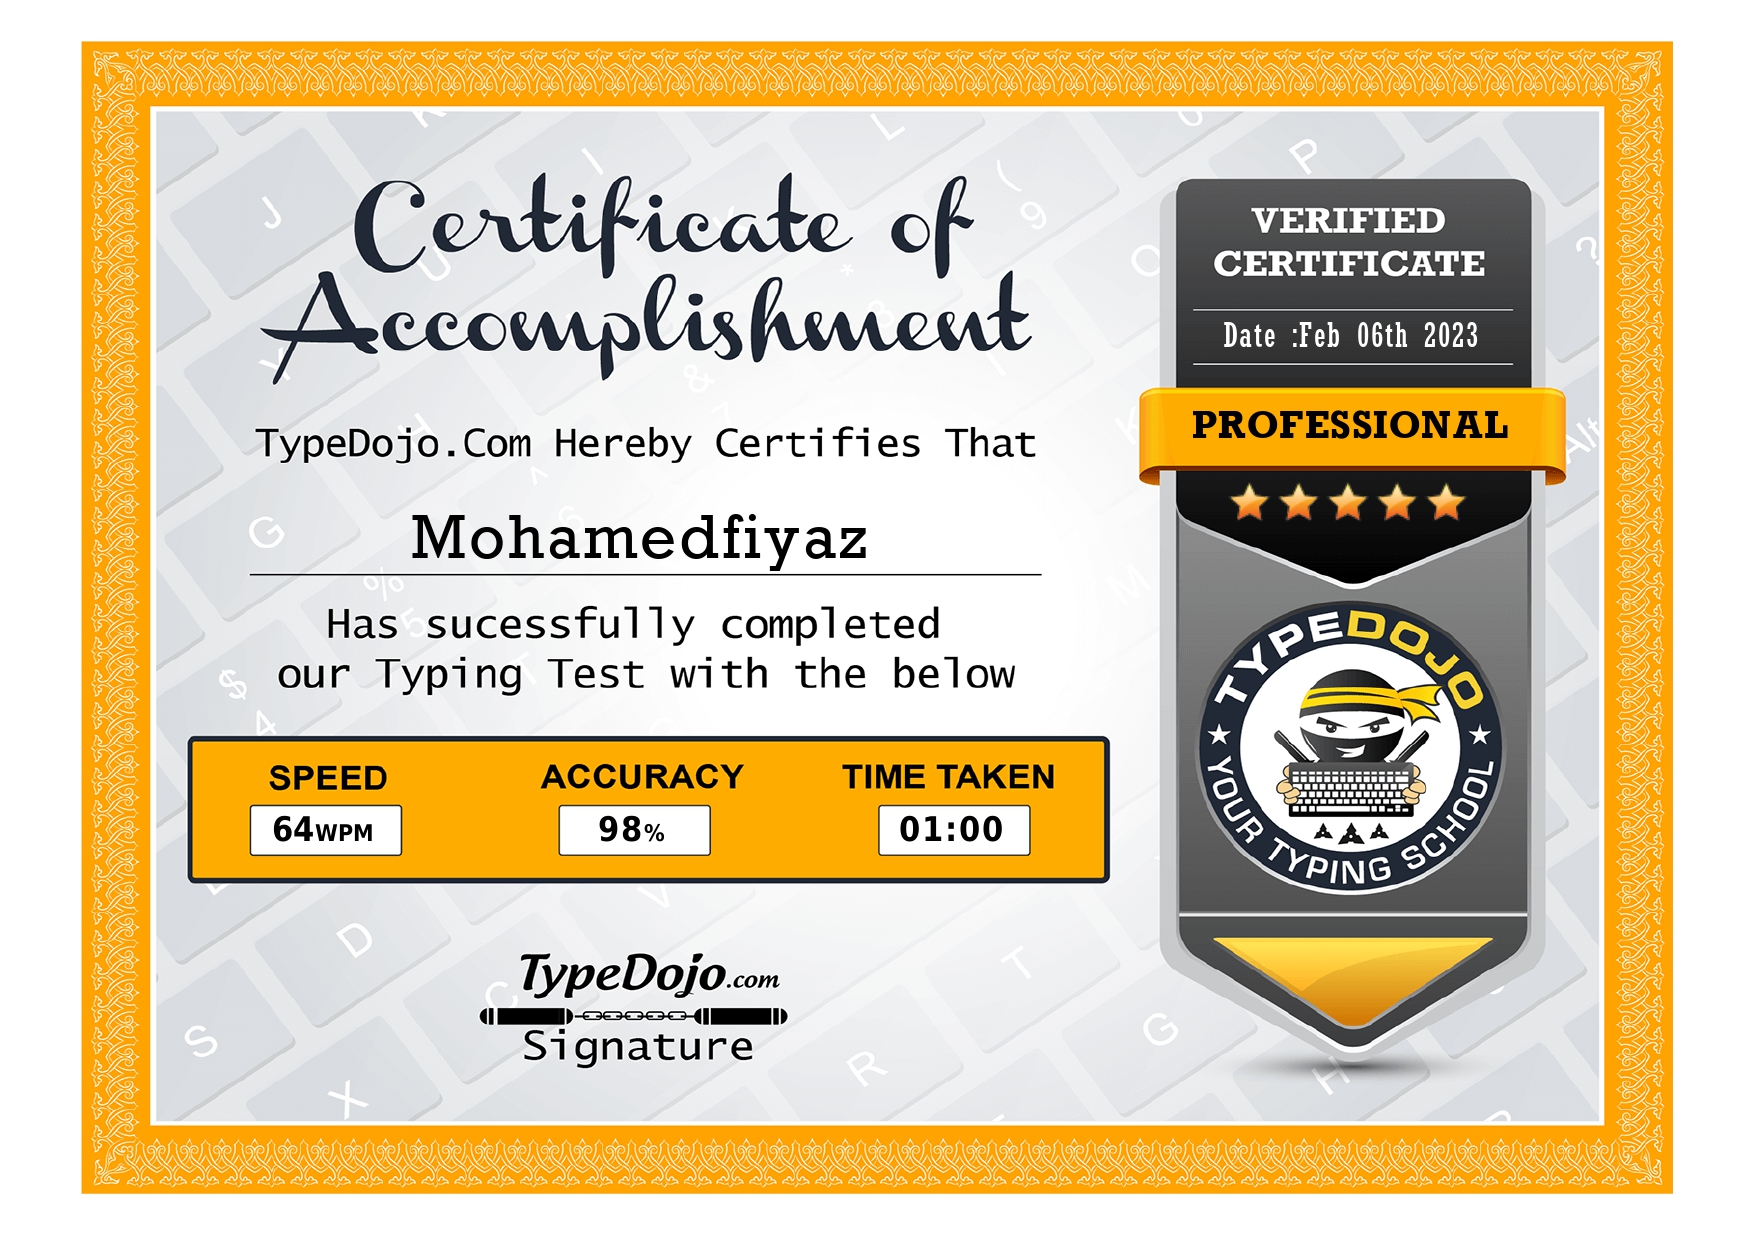 Certificate of
Accomplishment
TypeDojo.Com Hereby Certifies That
Mohamedfiyaz
Has sucessfully completed
our Typing Test with the below
SPEED ACCURACY TIME TAKEN
64WPM 98% 01:00
TypeDojo.com
Signature
VERIFIED
CERTIFICATE
Date :Feb 06th 2023
PROFESSIONAL
TYPEDOJO
YOUR TYPING SCHOOL